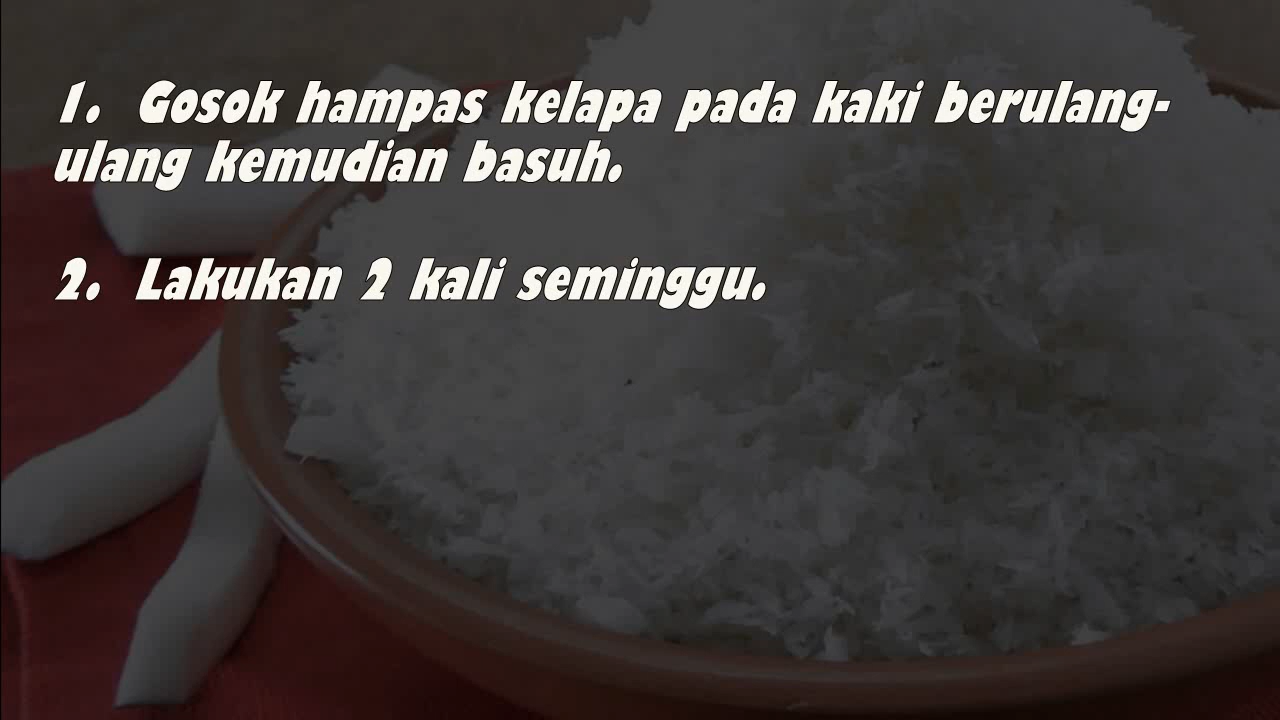 1. Gosok hampas kelapa pada kaki berulang-
ulang kemudian basuh.
2. Lakukan 2 kali seminggu.